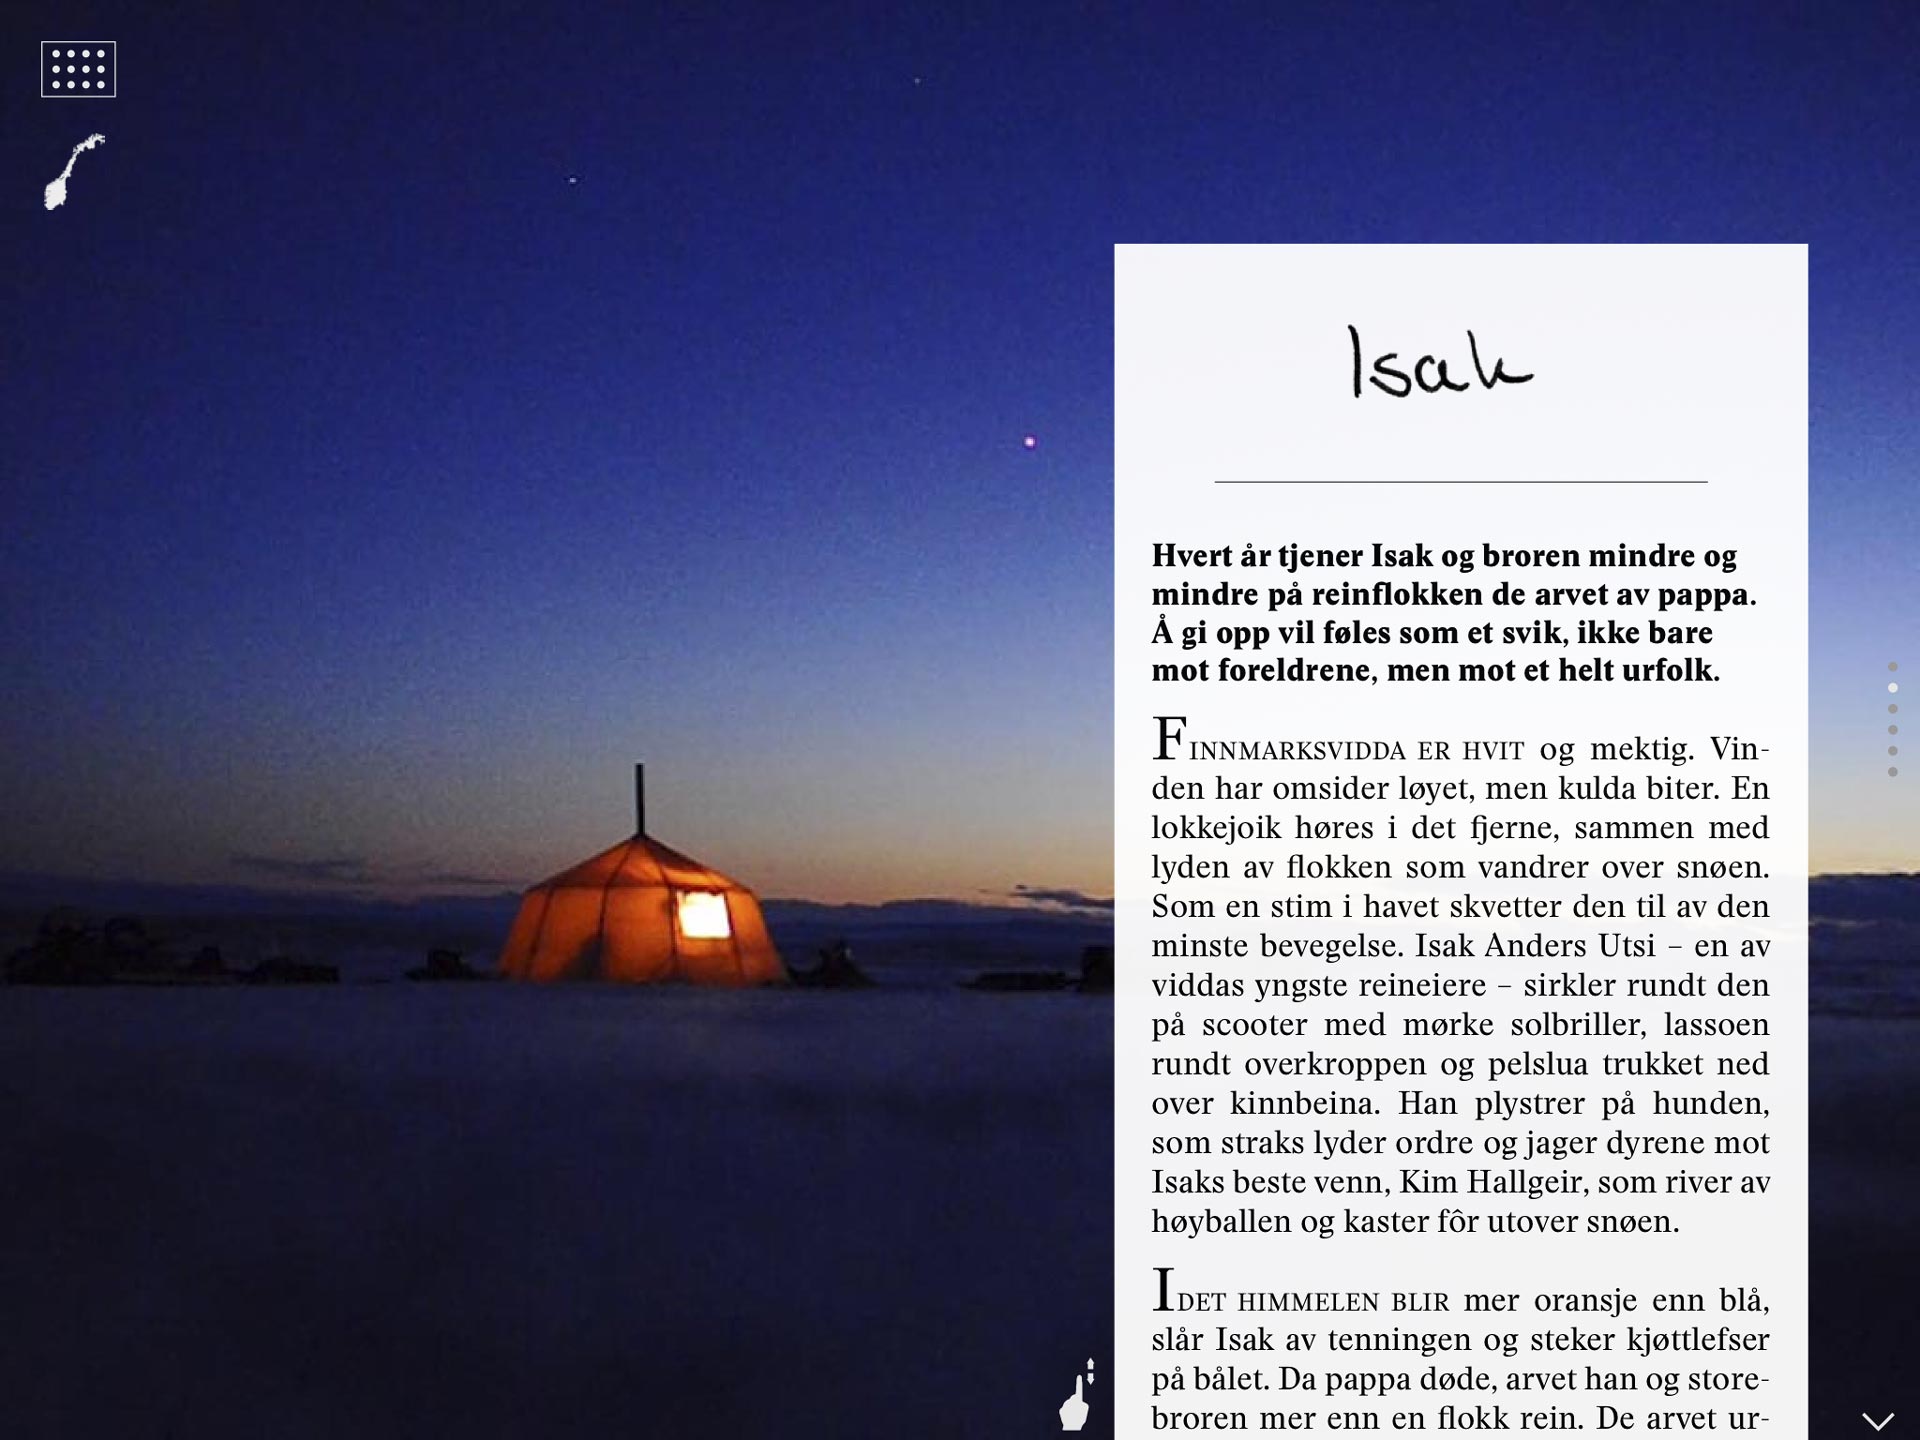 Isak
Hvert år tjener Isak og broren mindre og
mindre på reinflokken de arvet av pappa.
Å gi opp vil føles som et svik, ikke bare
mot foreldrene, men mot et helt urfolk.
FINNMARKSVIDDA ER HVIT og mektig. Vin-
den har omsider løyet, men kulda biter. En
lokkejoik høres i det fjerne, sammen med
lyden av flokken som vandrer over snøen.
Som en stim i havet skvetter den til av den
minste bevegelse. Isak Anders Utsi – en av
viddas yngste reineiere – sirkler rundt den
på scooter med mørke solbriller, lassoen
rundt overkroppen og pelslua trukket ned
over kinnbeina. Han plystrer på hunden,
som straks lyder ordre og jager dyrene mot
Isaks beste venn, Kim Hallgeir, som river av
høyballen og kaster fôr utover snøen.
IDET HIMMELEN BLIR mer oransje enn blå,
slår Isak av tenningen og steker kjøttlefser
på bålet. Da pappa døde, arvet han og store-
broren mer enn en flokk rein. De arvet ur-